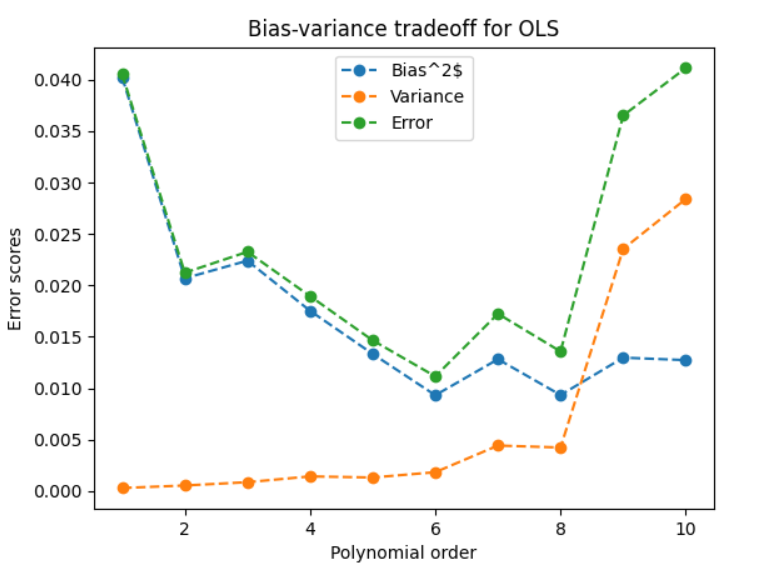 Bias-variance tradeoff for OLS
Bias^2$
Variance
Error
Error scores
0.040
0.035
0.030
0.025
0.020
0.015
0.010
0.005
0.000
2 4 6 8 10
Polynomial order